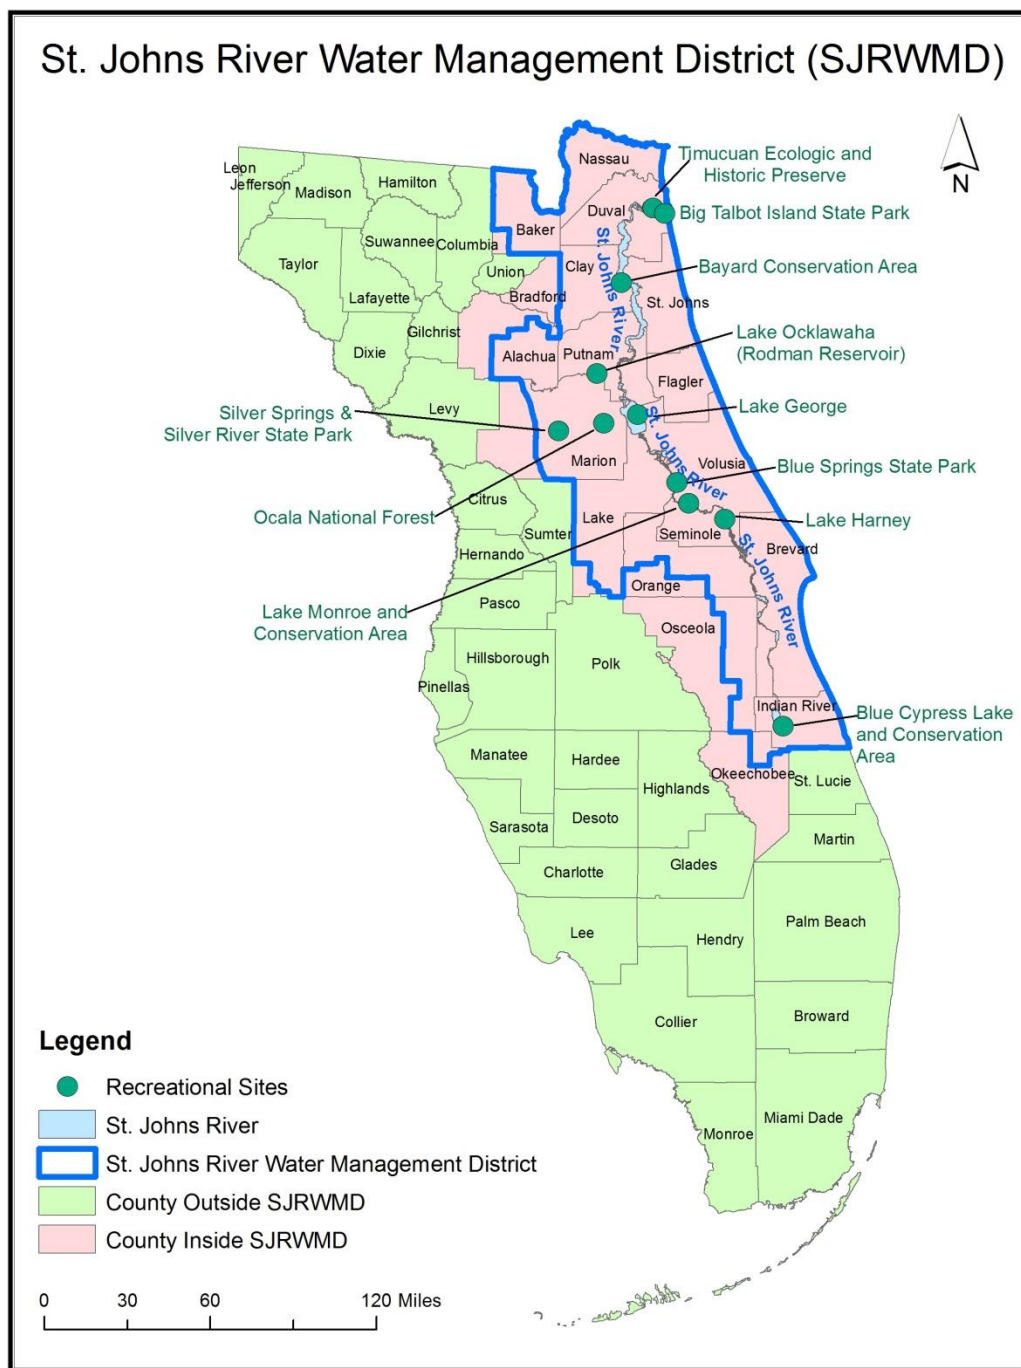 St. Johns River Water Management District (SJRWMD)
N
Nassau
Timucuan Ecologic and
Historic Preserve
Leon
Jefferson
Madison
Hamilton
Duval
Big Talbot Island State Park
Baker
Suwannee
Columbia
Taylor
Union
Clay
Bayard Conservation Area
St. Johns River
Lafayette
Bradford
St. Johns
Gilchrist
Lake Ocklawaha
(Rodman Reservoir)
Dixie
Alachua
Putnam
Flagler
Levy
Lake George
Silver Springs &
Silver River State Park
St. Johns River
Marion
Volusia
Blue Springs State Park
Citrus
Ocala National Forest
Lake
Lake Harney
Sumter
Seminole
Brevard
Hernando
St. Johns River
Orange
Pasco
Lake Monroe and
Conservation Area
Osceola
Hillsborough
Polk
Pinellas
Indian River
Blue Cypress Lake
and Conservation
Area
Manatee
Hardee
Okeechobee
St. Lucie
Highlands
Sarasota
Desoto
Martin
Charlotte
Glades
Palm Beach
Lee
Hendry
Collier
Broward
Miami Dade
Monroe
Legend
Recreational Sites
St. Johns River
St. Johns River Water Management District
County Outside SJRWMD
County Inside SJRWMD
0 30 60 120 Miles